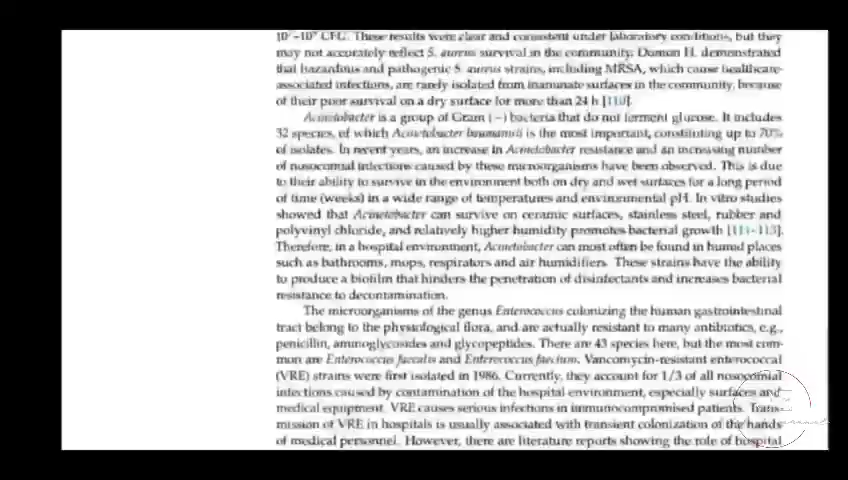 10⁷–10⁹ CFU. These results were clear and consistent under laboratory conditions, but they
may not accurately reflect S. aureus survival in the community. Domon H. demonstrated
that hazardous and pathogenic S. aureus strains, including MRSA, which cause healthcare-
associated infections, are rarely isolated from inanimate surfaces in the community, because
of their poor survival on a dry surface for more than 24 h [110].
Acinetobacter is a group of Gram (−) bacteria that do not ferment glucose. It includes
32 species, of which Acinetobacter baumannii is the most important, constituting up to 70%
of isolates. In recent years, an increase in Acinetobacter resistance and an increasing number
of nosocomial infections caused by these microorganisms have been observed. This is due
to their ability to survive in the environment both on dry and wet surfaces for a long period
of time (weeks) in a wide range of temperatures and environmental pH. In vitro studies
showed that Acinetobacter can survive on ceramic surfaces, stainless steel, rubber and
polyvinyl chloride, and relatively higher humidity promotes bacterial growth [111–113].
Therefore, in a hospital environment, Acinetobacter can most often be found in humid places
such as bathrooms, mops, respirators and air humidifiers. These strains have the ability
to produce a biofilm that hinders the penetration of disinfectants and increases bacterial
resistance to decontamination.
The microorganisms of the genus Enterococcus colonizing the human gastrointestinal
tract belong to the physiological flora, and are actually resistant to many antibiotics, e.g.,
penicillin, aminoglycosides and glycopeptides. There are 43 species here, but the most com-
mon are Enterococcus faecalis and Enterococcus faecium. Vancomycin-resistant enterococcal
(VRE) strains were first isolated in 1986. Currently, they account for 1/3 of all nosocomial
infections caused by contamination of the hospital environment, especially surfaces and
medical equipment. VRE causes serious infections in immunocompromised patients. Trans-
mission of VRE in hospitals is usually associated with transient colonization of the hands
of medical personnel. However, there are literature reports showing the role of hospital